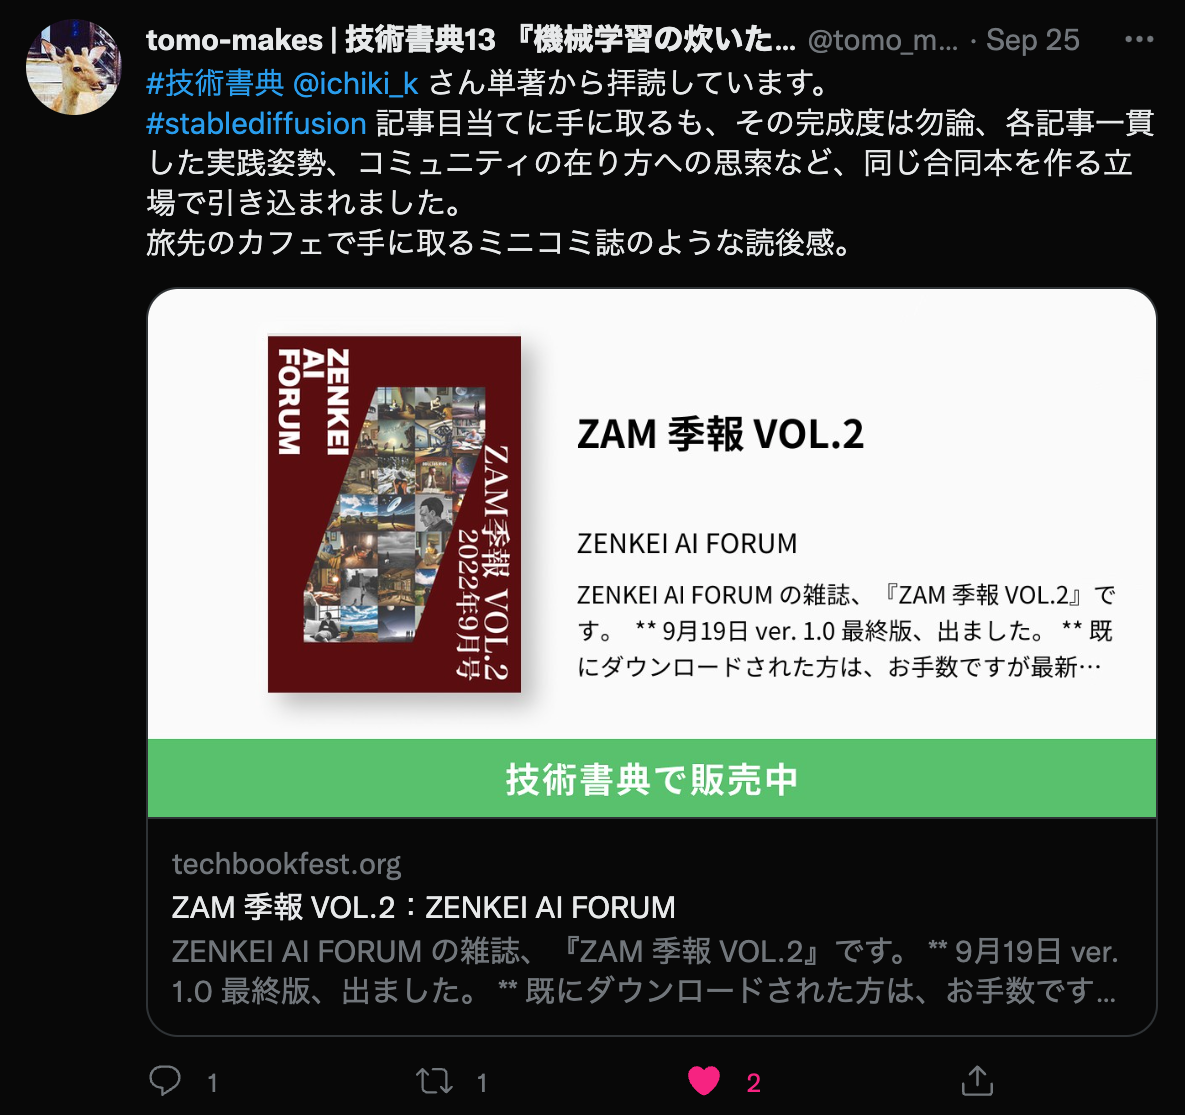 tomo-makes | 技術書典13 『機械学習の炊いた… @tomo_m... · Sep 25
#技術書典 @ichiki_k さん単著から拝読しています。
#stablediffusion 記事目当てに手に取るも、その完成度は勿論、各記事一貫
した実践姿勢、コミュニティの在り方への思索など、同じ合同本を作る立
場で引き込まれました。
旅先のカフェで手に取るミニコミ誌のような読後感。
ZENKEI
AI
FORUM
ZAM季報 VOL.2
2022年9月号
ZAM 季報 VOL.2
ZENKEI AI FORUM
ZENKEI AI FORUM の雑誌、『ZAM 季報 VOL.2』で
す。 ** 9月19日 ver. 1.0 最終版、出ました。 ** 既
にダウンロードされた方は、お手数ですが最新…
技術書典で販売中
techbookfest.org
ZAM 季報 VOL.2：ZENKEI AI FORUM
ZENKEI AI FORUM の雑誌、『ZAM 季報 VOL.2』です。 ** 9月19日 ver.
1.0 最終版、出ました。 ** 既にダウンロードされた方は、お手数です...
1 1 2